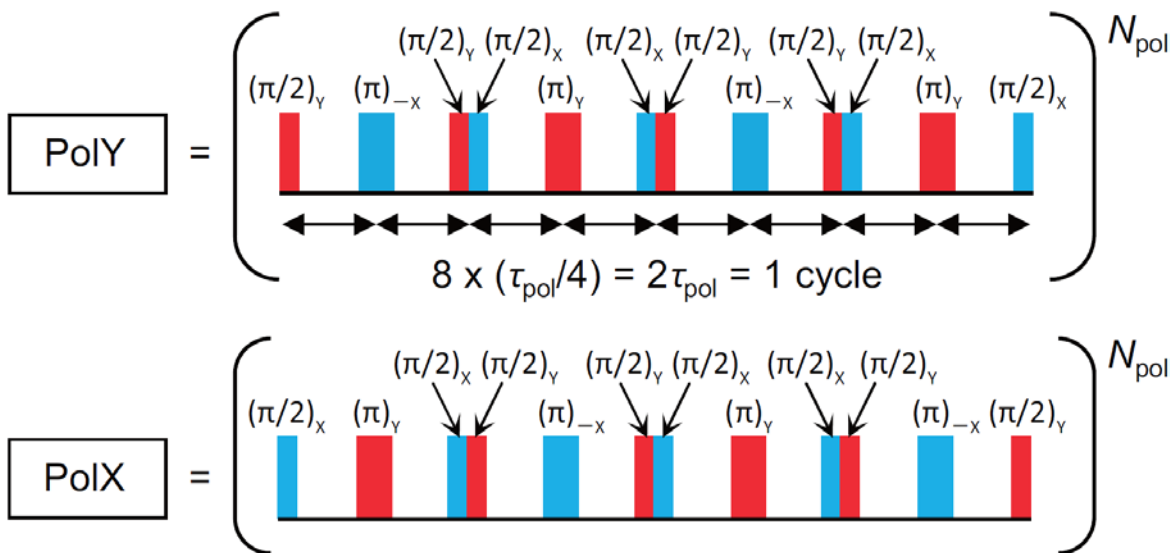 (π/2)Y (π/2)X (π/2)X (π/2)Y (π/2)Y (π/2)X Npol
(π/2)Y (π)−X (π)Y (π)−X (π)Y (π/2)X
PolY =
8 x (τpol/4) = 2τpol = 1 cycle
(π/2)X (π/2)Y (π/2)Y (π/2)X (π/2)X (π/2)Y Npol
(π/2)X (π)Y (π)−X (π)Y (π)−X (π/2)Y
PolX =